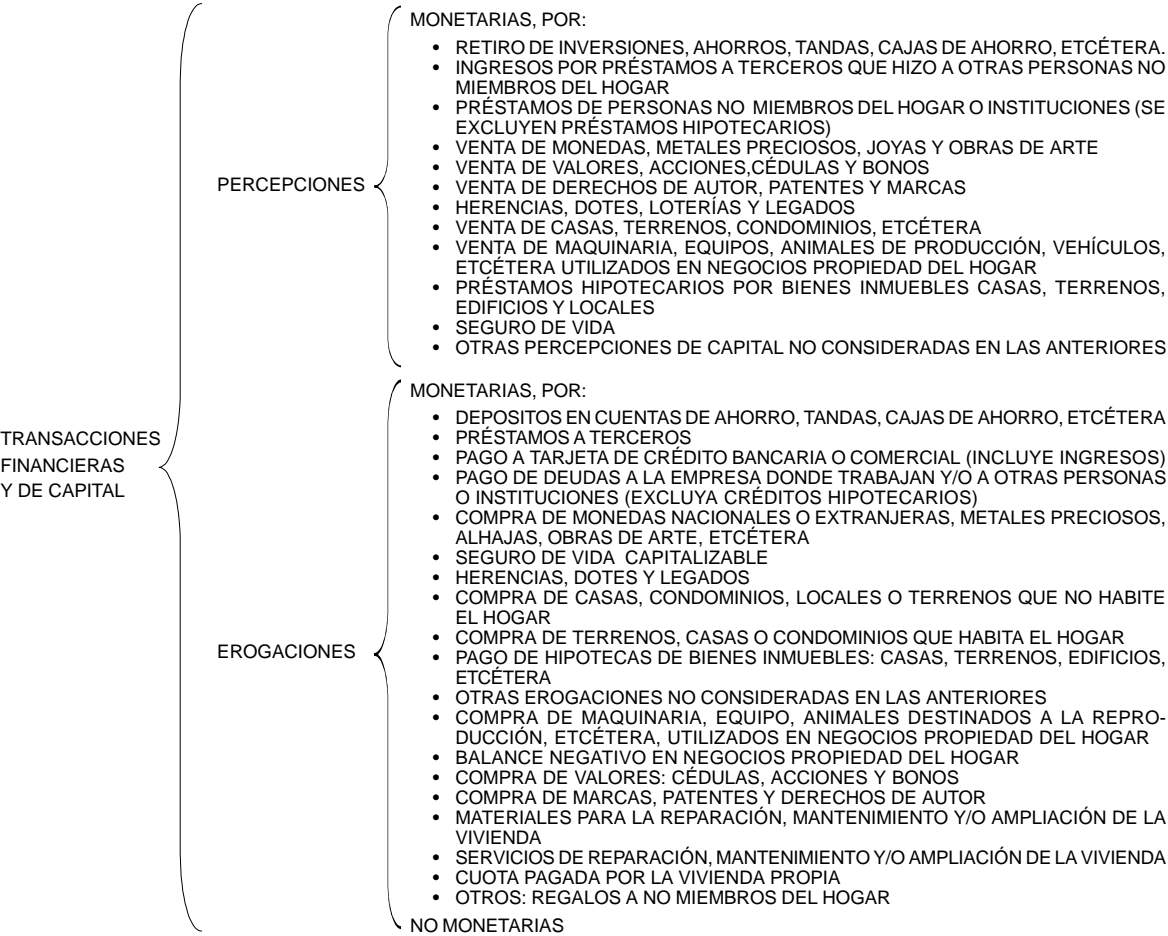 TRANSACCIONES
FINANCIERAS
Y DE CAPITAL
PERCEPCIONES
MONETARIAS, POR:
• RETIRO DE INVERSIONES, AHORROS, TANDAS, CAJAS DE AHORRO, ETCÉTERA.
• INGRESOS POR PRÉSTAMOS A TERCEROS QUE HIZO A OTRAS PERSONAS NO
MIEMBROS DEL HOGAR
• PRÉSTAMOS DE PERSONAS NO MIEMBROS DEL HOGAR O INSTITUCIONES (SE
EXCLUYEN PRÉSTAMOS HIPOTECARIOS)
• VENTA DE MONEDAS, METALES PRECIOSOS, JOYAS Y OBRAS DE ARTE
• VENTA DE VALORES, ACCIONES,CÉDULAS Y BONOS
• VENTA DE DERECHOS DE AUTOR, PATENTES Y MARCAS
• HERENCIAS, DOTES, LOTERÍAS Y LEGADOS
• VENTA DE CASAS, TERRENOS, CONDOMINIOS, ETCÉTERA
• VENTA DE MAQUINARIA, EQUIPOS, ANIMALES DE PRODUCCIÓN, VEHÍCULOS,
ETCÉTERA UTILIZADOS EN NEGOCIOS PROPIEDAD DEL HOGAR
• PRÉSTAMOS HIPOTECARIOS POR BIENES INMUEBLES CASAS, TERRENOS,
EDIFICIOS Y LOCALES
• SEGURO DE VIDA
• OTRAS PERCEPCIONES DE CAPITAL NO CONSIDERADAS EN LAS ANTERIORES
EROGACIONES
MONETARIAS, POR:
• DEPOSITOS EN CUENTAS DE AHORRO, TANDAS, CAJAS DE AHORRO, ETCÉTERA
• PRÉSTAMOS A TERCEROS
• PAGO A TARJETA DE CRÉDITO BANCARIA O COMERCIAL (INCLUYE INGRESOS)
• PAGO DE DEUDAS A LA EMPRESA DONDE TRABAJAN Y/O A OTRAS PERSONAS
O INSTITUCIONES (EXCLUYA CRÉDITOS HIPOTECARIOS)
• COMPRA DE MONEDAS NACIONALES O EXTRANJERAS, METALES PRECIOSOS,
ALHAJAS, OBRAS DE ARTE, ETCÉTERA
• SEGURO DE VIDA CAPITALIZABLE
• HERENCIAS, DOTES Y LEGADOS
• COMPRA DE CASAS, CONDOMINIOS, LOCALES O TERRENOS QUE NO HABITE
EL HOGAR
• COMPRA DE TERRENOS, CASAS O CONDOMINIOS QUE HABITA EL HOGAR
• PAGO DE HIPOTECAS DE BIENES INMUEBLES: CASAS, TERRENOS, EDIFICIOS,
ETCÉTERA
• OTRAS EROGACIONES NO CONSIDERADAS EN LAS ANTERIORES
• COMPRA DE MAQUINARIA, EQUIPO, ANIMALES DESTINADOS A LA REPRO-
DUCCIÓN, ETCÉTERA, UTILIZADOS EN NEGOCIOS PROPIEDAD DEL HOGAR
• BALANCE NEGATIVO EN NEGOCIOS PROPIEDAD DEL HOGAR
• COMPRA DE VALORES: CÉDULAS, ACCIONES Y BONOS
• COMPRA DE MARCAS, PATENTES Y DERECHOS DE AUTOR
• MATERIALES PARA LA REPARACIÓN, MANTENIMIENTO Y/O AMPLIACIÓN DE LA
VIVIENDA
• SERVICIOS DE REPARACIÓN, MANTENIMIENTO Y/O AMPLIACIÓN DE LA VIVIENDA
• CUOTA PAGADA POR LA VIVIENDA PROPIA
• OTROS: REGALOS A NO MIEMBROS DEL HOGAR
NO MONETARIAS